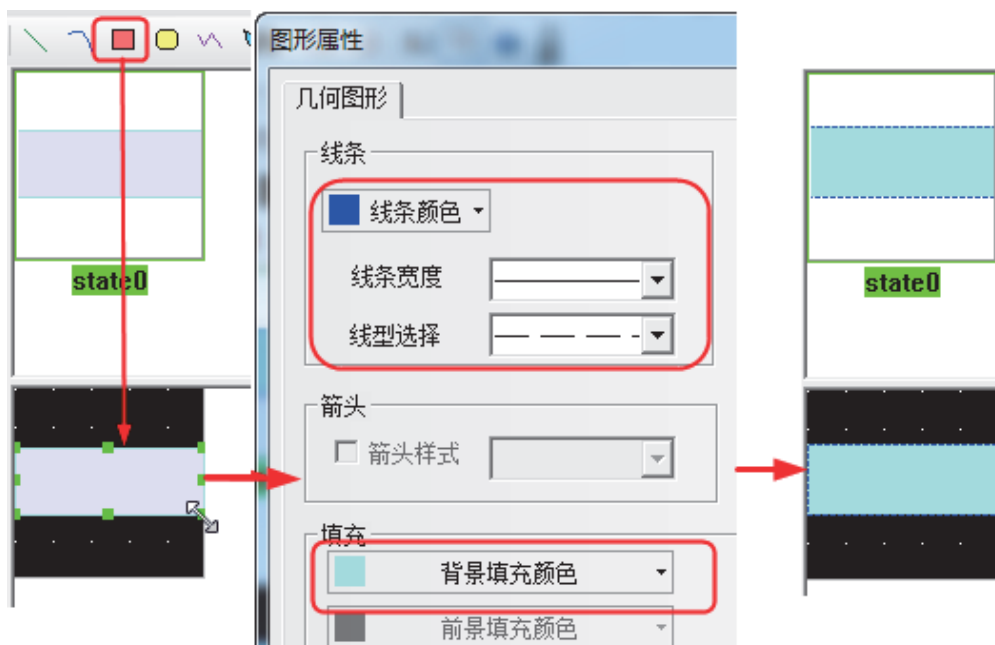 图形属性
几何图形
线条
线条颜色
state0
线条宽度
state0
线型选择
箭头
箭头样式
填充
背景填充颜色
前景填充颜色